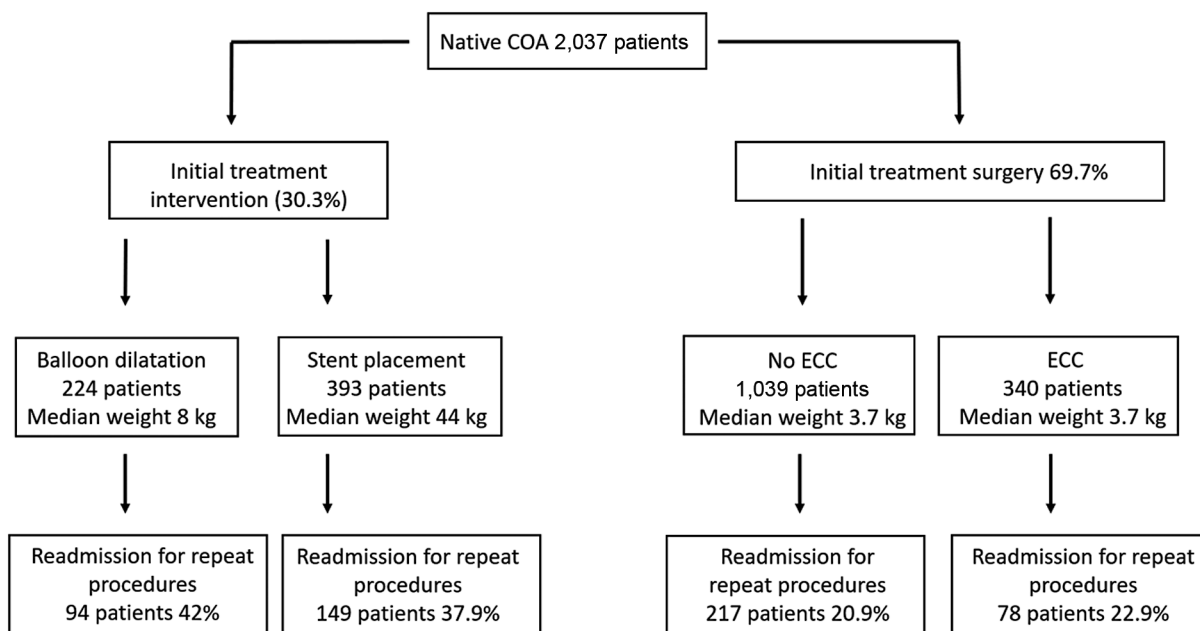 Native COA 2,037 patients
Initial treatment
intervention (30.3%)
Initial treatment surgery 69.7%
Balloon dilatation
224 patients
Median weight 8 kg
Stent placement
393 patients
Median weight 44 kg
No ECC
1,039 patients
Median weight 3.7 kg
ECC
340 patients
Median weight 3.7 kg
Readmission for repeat
procedures
94 patients 42%
Readmission for repeat
procedures
149 patients 37.9%
Readmission for
repeat procedures
217 patients 20.9%
Readmission for repeat
procedures
78 patients 22.9%